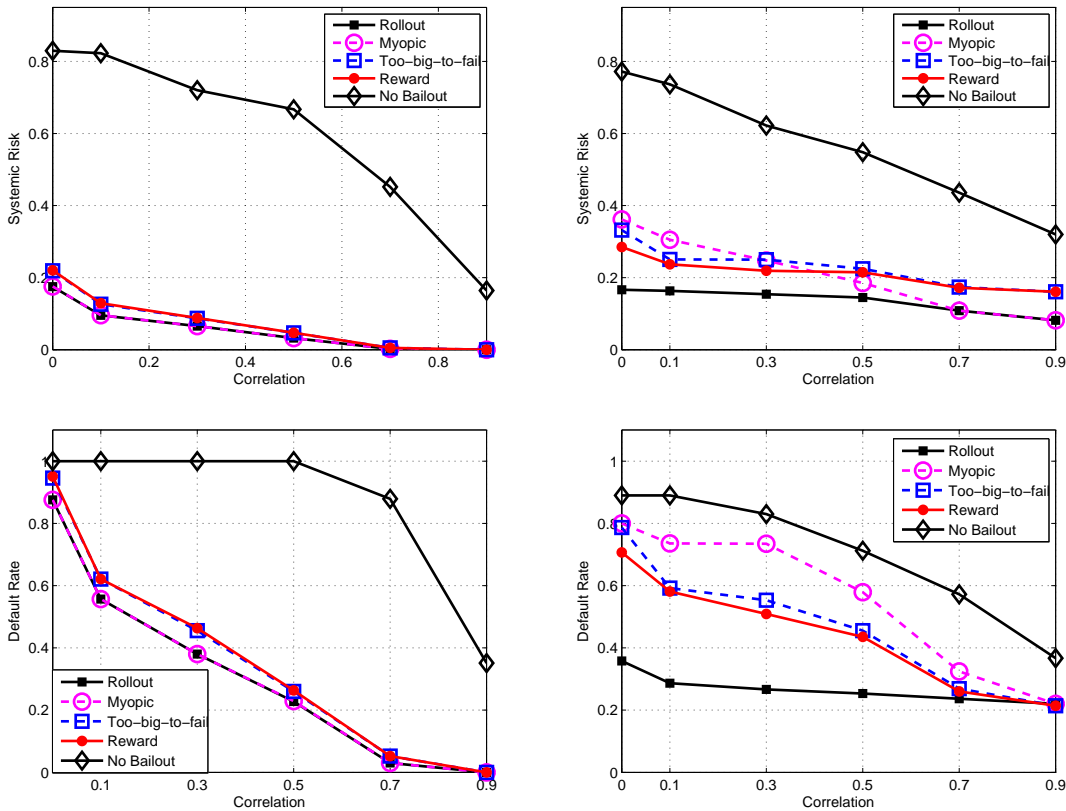 Rollout
Myopic
Too-big-to-fail
Reward
No Bailout
0.8
0.6
0.4
0.2
0
Systemic Risk
0 0.2 0.4 0.6 0.8
Correlation
Rollout
Myopic
Too-big-to-fail
Reward
No Bailout
0.8
0.6
0.4
0.2
0
Systemic Risk
0 0.1 0.3 0.5 0.7 0.9
Correlation
1
0.8
0.6
0.4
0.2
0
Default Rate
Rollout
Myopic
Too-big-to-fail
Reward
No Bailout
0.1 0.3 0.5 0.7 0.9
Correlation
Rollout
Myopic
Too-big-to-fail
Reward
No Bailout
1
0.8
0.6
0.4
0.2
0
Default Rate
0 0.1 0.3 0.5 0.7 0.9
Correlation